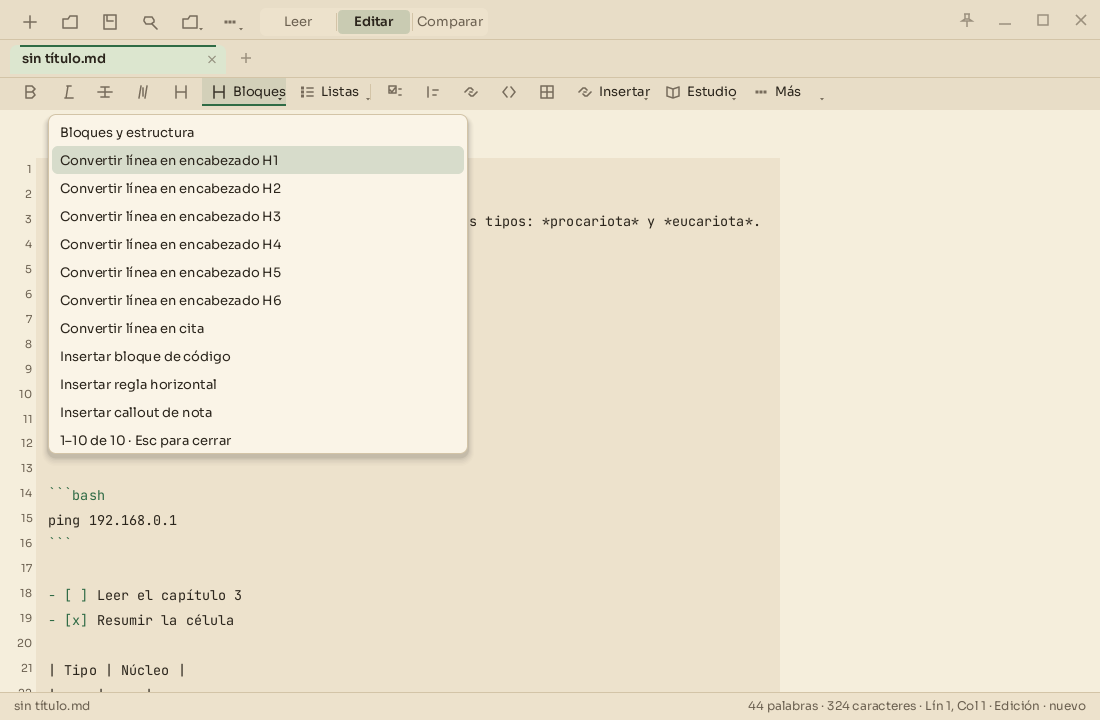 Leer Editar Comparar
sin título.md
Bloques Listas Insertar Estudio Más
Bloques y estructura
Convertir línea en encabezado H1
Convertir línea en encabezado H2
Convertir línea en encabezado H3
Convertir línea en encabezado H4
Convertir línea en encabezado H5
Convertir línea en encabezado H6
Convertir línea en cita
Insertar bloque de código
Insertar regla horizontal
Insertar callout de nota
1–10 de 10 · Esc para cerrar
1
2
3 s tipos: *procariota* y *eucariota*.
4
5
6
7
8
9
10
11
12
13
14 ```bash
15 ping 192.168.0.1
16 ```
17
18 - [ ] Leer el capítulo 3
19 - [x] Resumir la célula
20
21 | Tipo | Núcleo |
sin título.md
44 palabras · 324 caracteres · Lín 1, Col 1 · Edición · nuevo